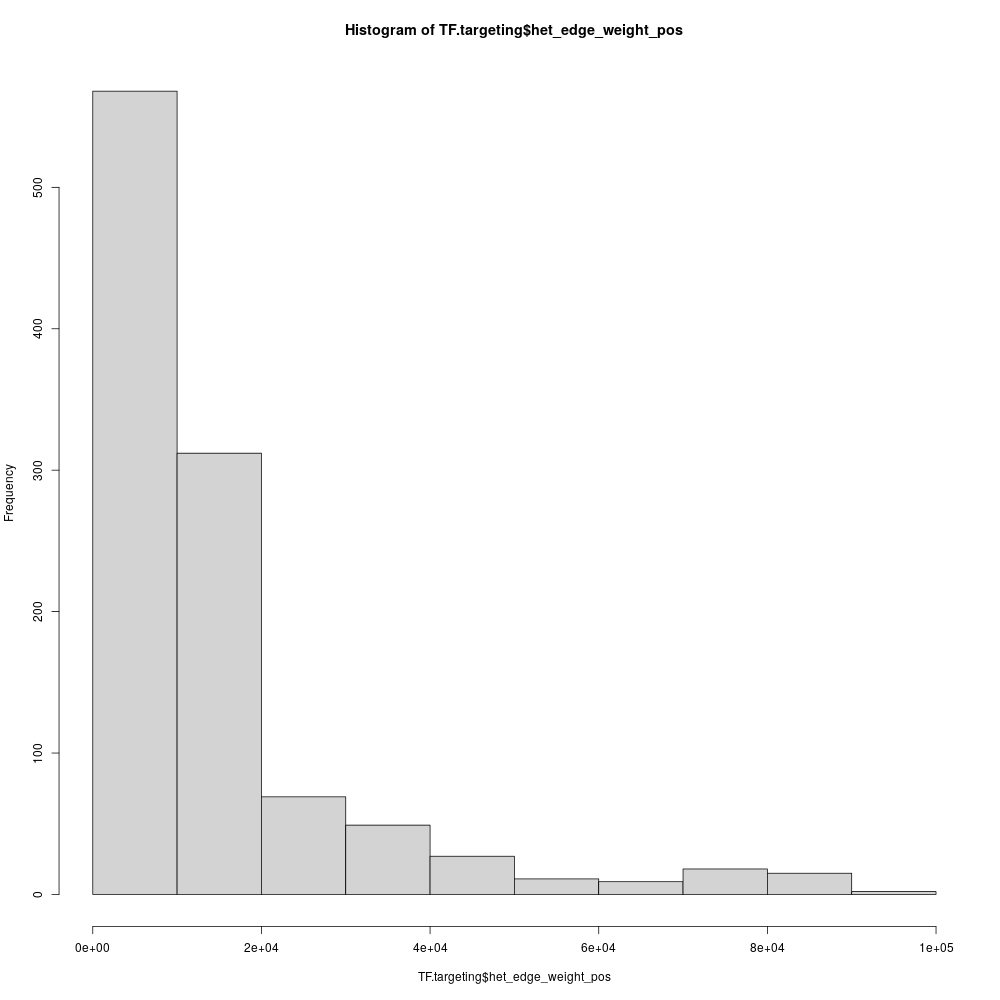 Histogram of TF.targeting$het_edge_weight_pos
Frequency
500
400
300
200
100
0
0e+00 2e+04 4e+04 6e+04 8e+04 1e+05
TF.targeting$het_edge_weight_pos